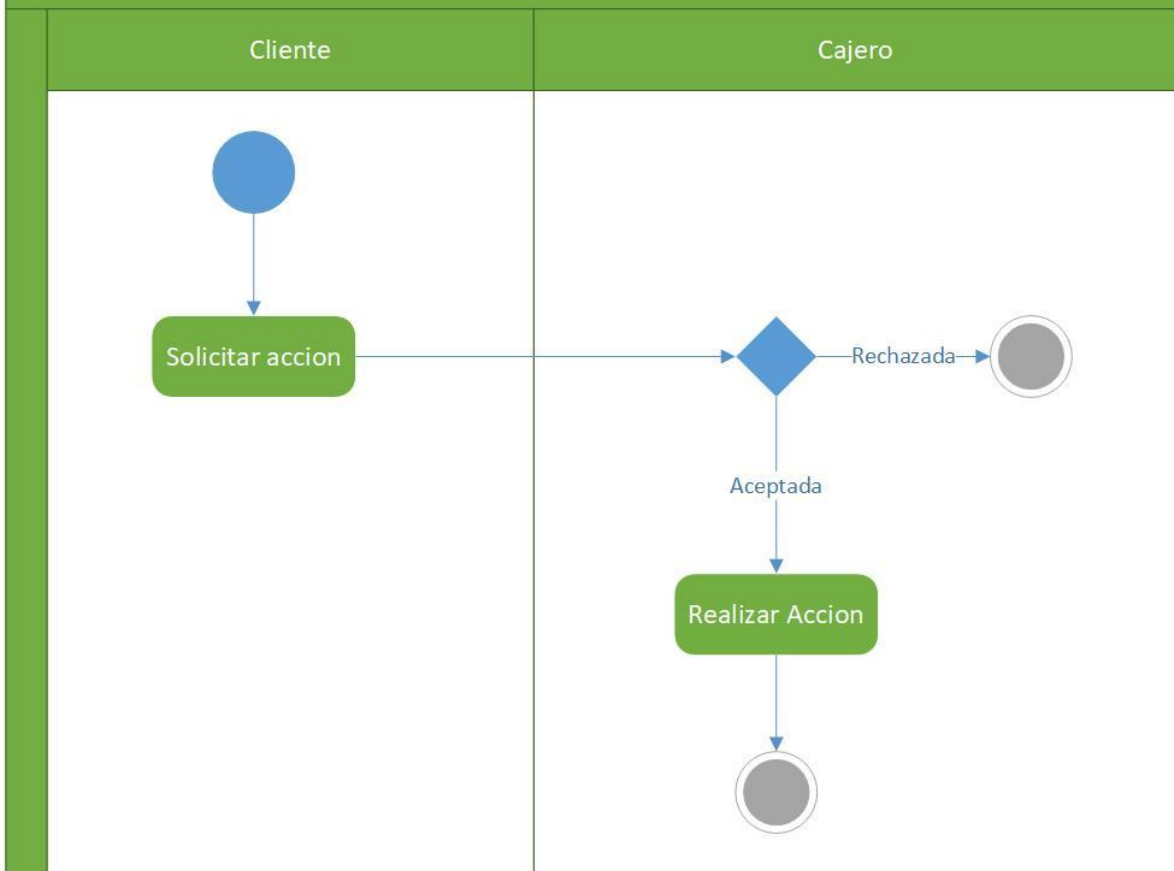 Cliente
Cajero
Solicitar accion
Rechazada
Aceptada
Realizar Accion